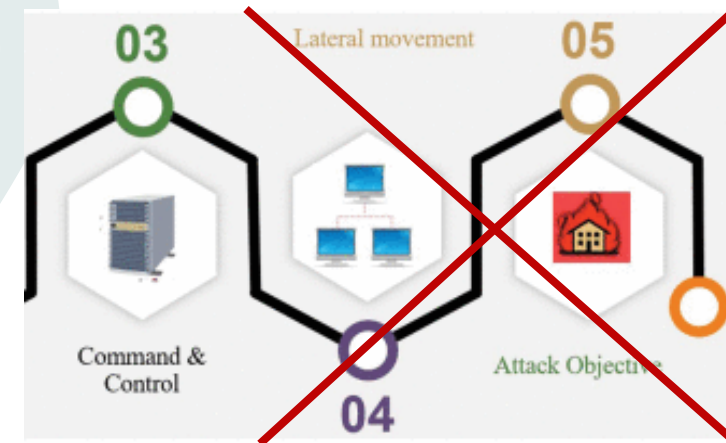 03
Lateral movement
05
Command &
Control
Attack Objective
04